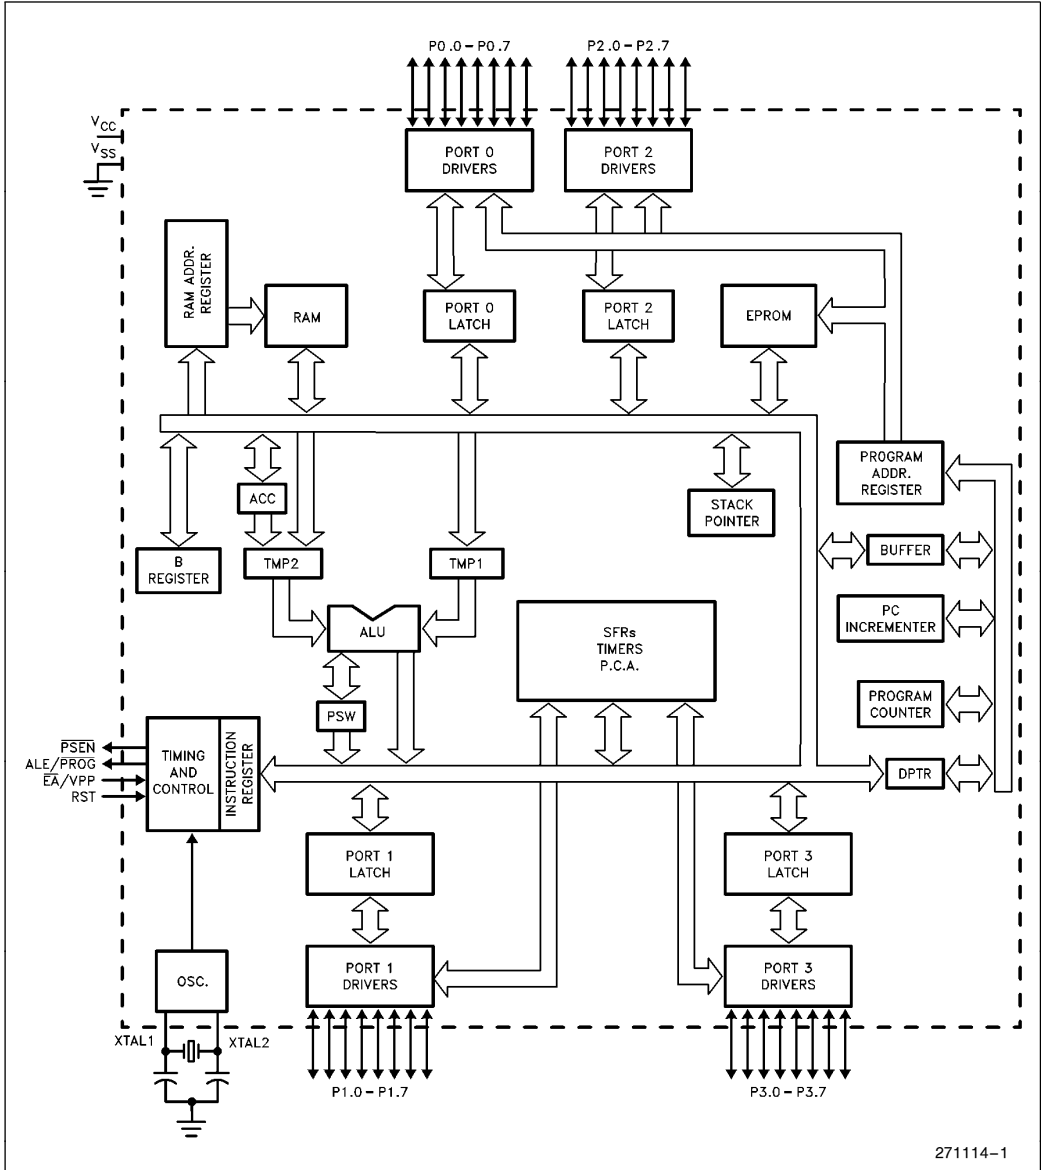 P0.0 – P0.7
P2.0 – P2.7
VCC
VSS
PORT 0
DRIVERS
PORT 2
DRIVERS
RAM ADDR.
REGISTER
RAM
PORT 0
LATCH
PORT 2
LATCH
EPROM
PROGRAM
ADDR.
REGISTER
ACC
STACK
POINTER
B
REGISTER
TMP2
TMP1
BUFFER
ALU
SFRs
TIMERS
P.C.A.
PC
INCREMENTER
PSW
PROGRAM
COUNTER
PSEN
ALE/PROG
EA/VPP
RST
TIMING
AND
CONTROL
INSTRUCTION
REGISTER
DPTR
PORT 1
LATCH
PORT 3
LATCH
OSC.
PORT 1
DRIVERS
PORT 3
DRIVERS
XTAL1
XTAL2
P1.0 – P1.7
P3.0 – P3.7
271114–1